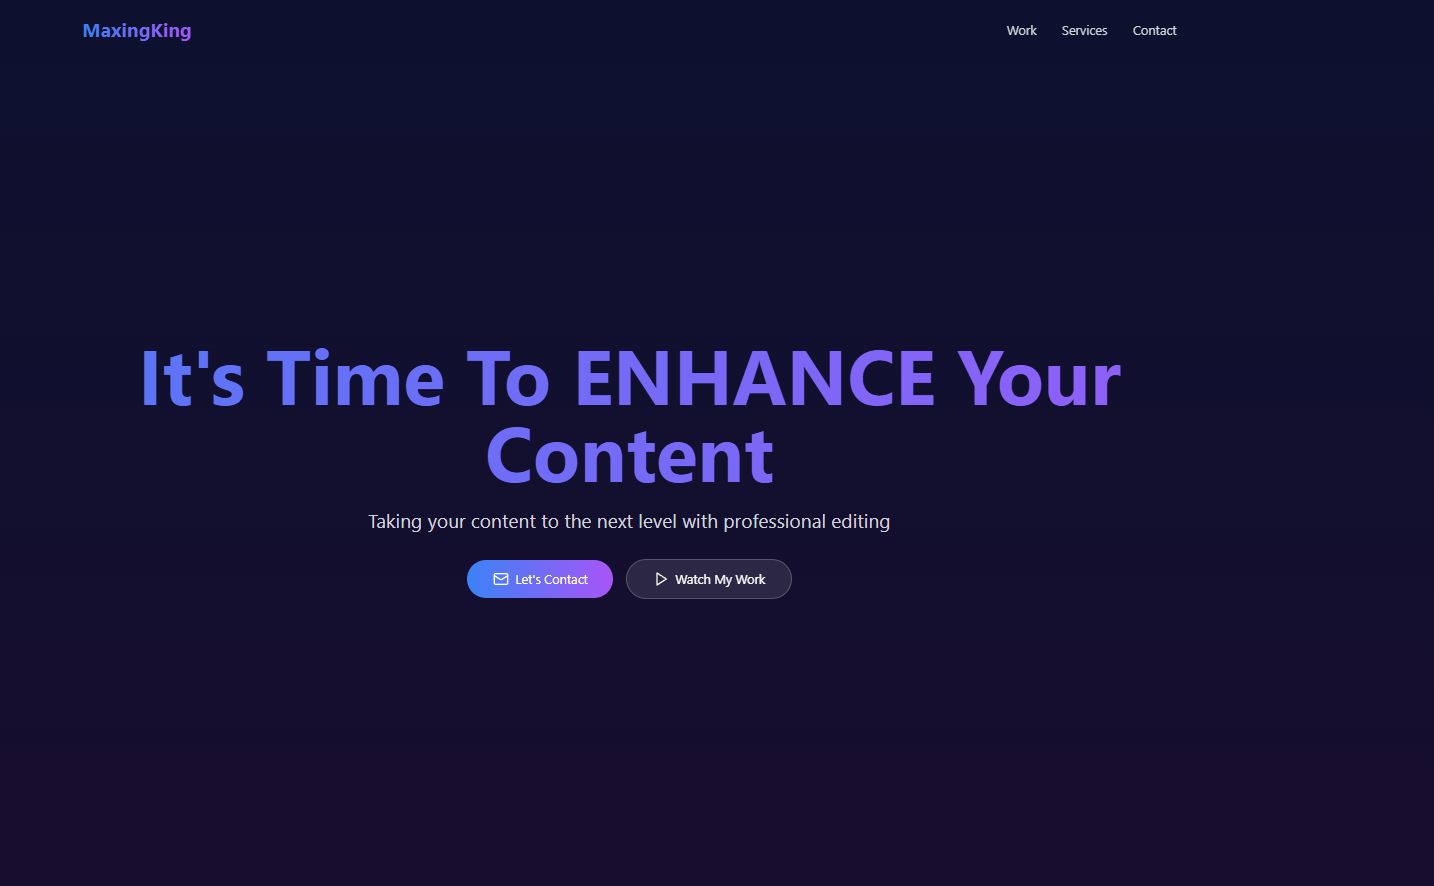 MaxingKing
Work
Services
Contact
It's Time To ENHANCE Your
Content
Taking your content to the next level with professional editing
Let's Contact
Watch My Work